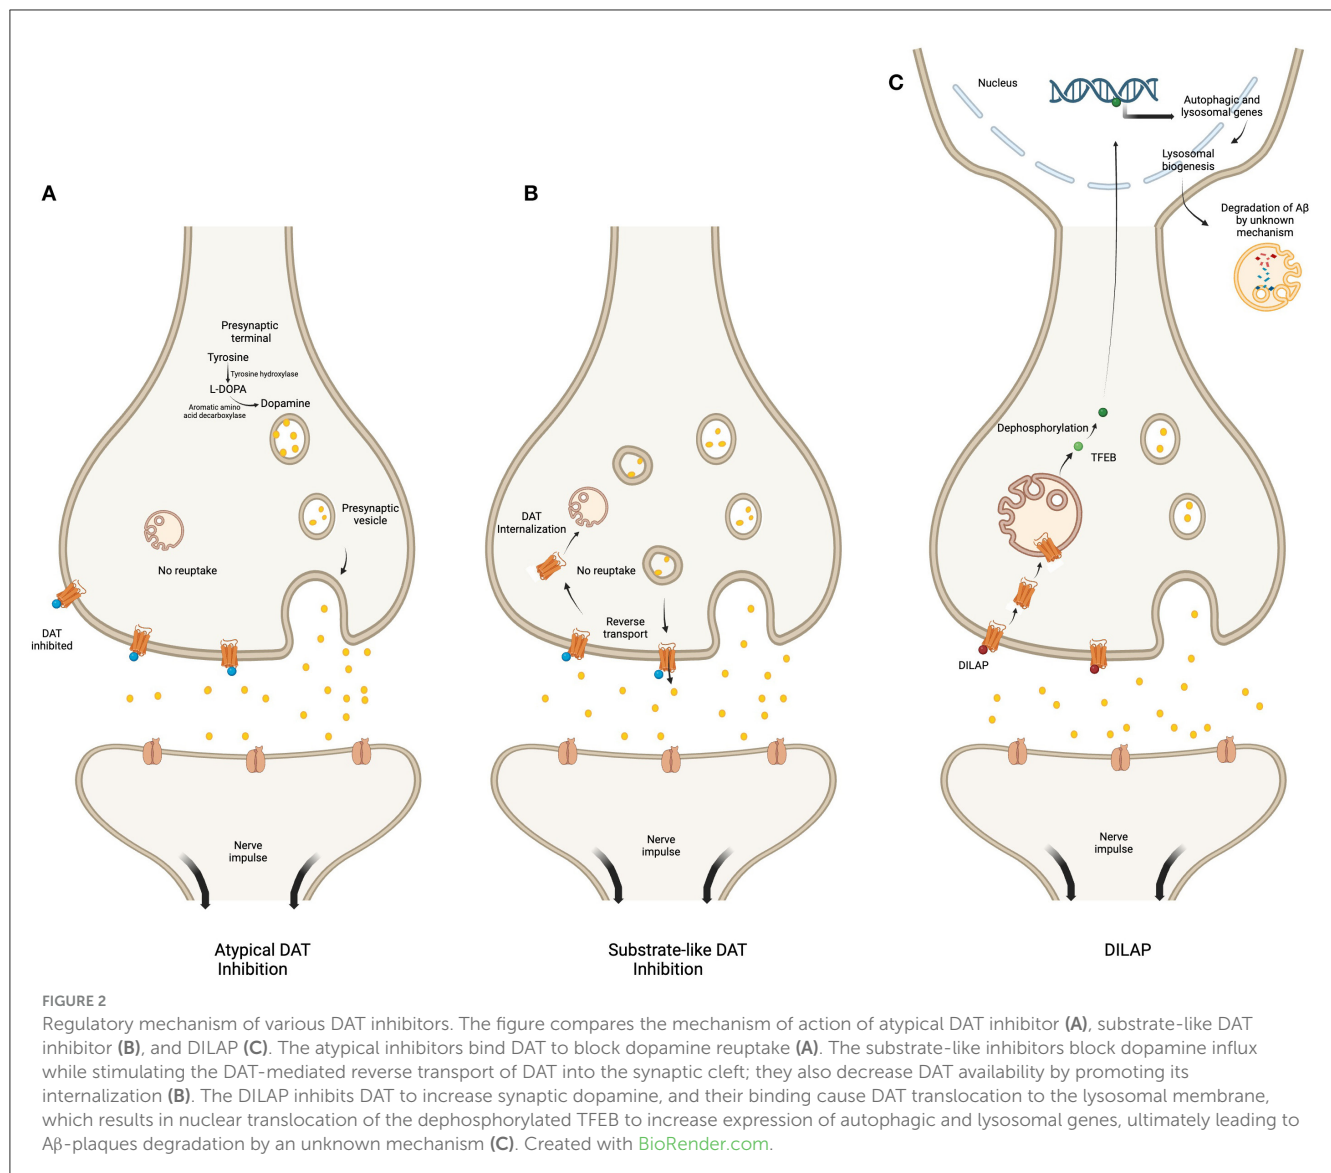 A
Presynaptic
terminal
Tyrosine
Tyrosine hydroxylase
L-DOPA
Aromatic amino
acid decarboxylase
Dopamine
Presynaptic
vesicle
No reuptake
DAT
inhibited
Nerve
impulse
Atypical DAT
Inhibition
B
DAT
Internalization
No reuptake
Reverse
transport
Nerve
impulse
Substrate-like DAT
Inhibition
C
Nucleus
Autophagic and
lysosomal genes
Lysosomal
biogenesis
Degradation of Aβ
by unknown
mechanism
Dephosphorylation
TFEB
DILAP
Nerve
impulse
DILAP
FIGURE 2
Regulatory mechanism of various DAT inhibitors. The figure compares the mechanism of action of atypical DAT inhibitor (A), substrate-like DAT
inhibitor (B), and DILAP (C). The atypical inhibitors bind DAT to block dopamine reuptake (A). The substrate-like inhibitors block dopamine influx
while stimulating the DAT-mediated reverse transport of DAT into the synaptic cleft; they also decrease DAT availability by promoting its
internalization (B). The DILAP inhibits DAT to increase synaptic dopamine, and their binding cause DAT translocation to the lysosomal membrane,
which results in nuclear translocation of the dephosphorylated TFEB to increase expression of autophagic and lysosomal genes, ultimately leading to
Aβ-plaques degradation by an unknown mechanism (C). Created with BioRender.com.